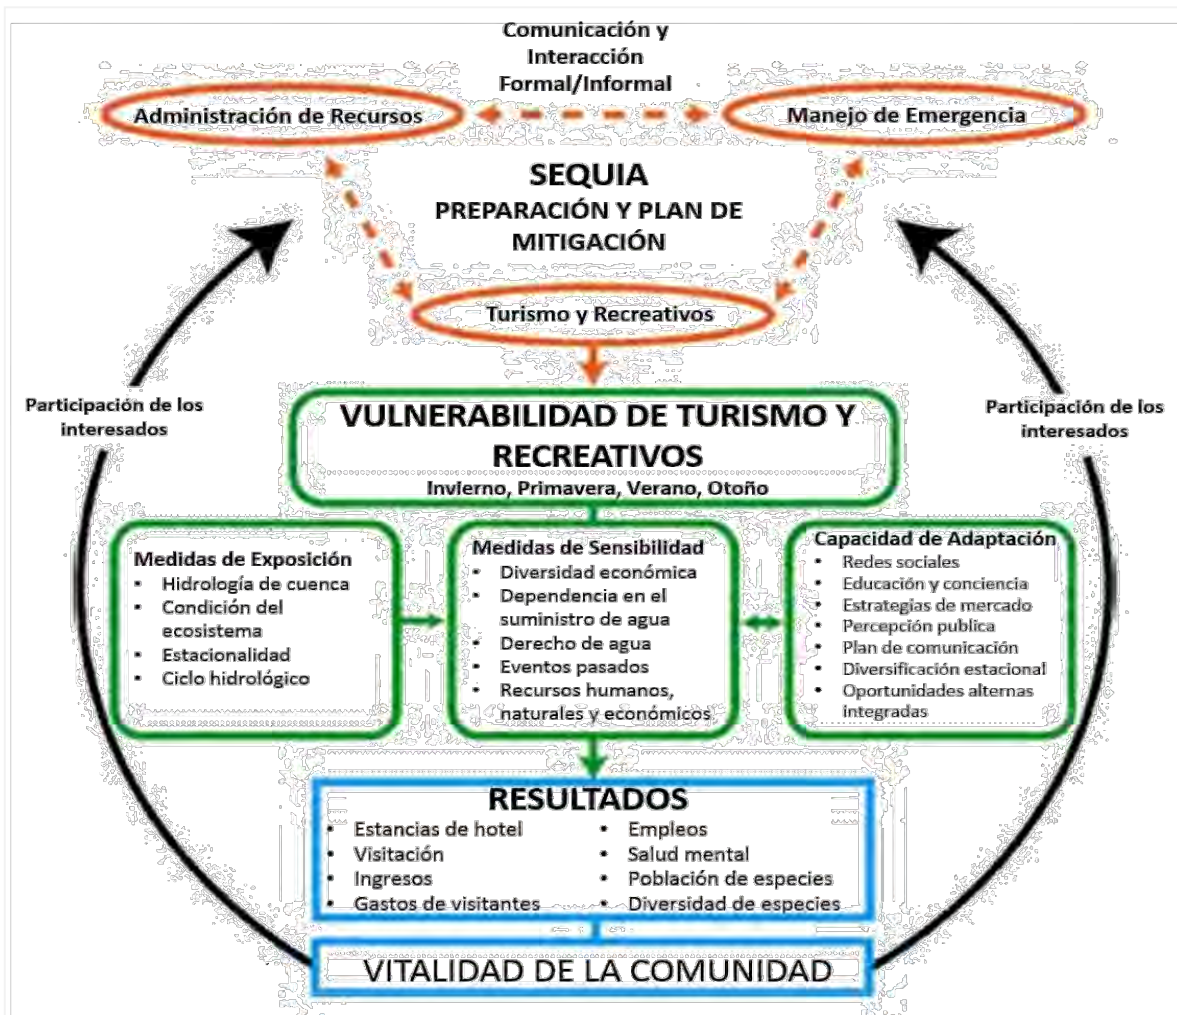 Comunicación y
Interacción
Formal/Informal
Administración de Recursos
Manejo de Emergencia
SEQUIA
PREPARACIÓN Y PLAN DE
MITIGACIÓN
Turismo y Recreativos
Participación de los
interesados
Participación de los
interesados
VULNERABILIDAD DE TURISMO Y
RECREATIVOS
Invierno, Primavera, Verano, Otoño
Medidas de Exposición
• Hidrología de cuenca
• Condición del
ecosistema
• Estacionalidad
• Ciclo hidrológico
Medidas de Sensibilidad
• Diversidad económica
• Dependencia en el
suministro de agua
• Derecho de agua
• Eventos pasados
• Recursos humanos,
naturales y económicos
Capacidad de Adaptación
• Redes sociales
• Educación y conciencia
• Estrategias de mercado
• Percepción publica
• Plan de comunicación
• Diversificación estacional
• Oportunidades alternas
integradas
RESULTADOS
• Estancias de hotel
• Visitación
• Ingresos
• Gastos de visitantes
• Empleos
• Salud mental
• Población de especies
• Diversidad de especies
VITALIDAD DE LA COMUNIDAD